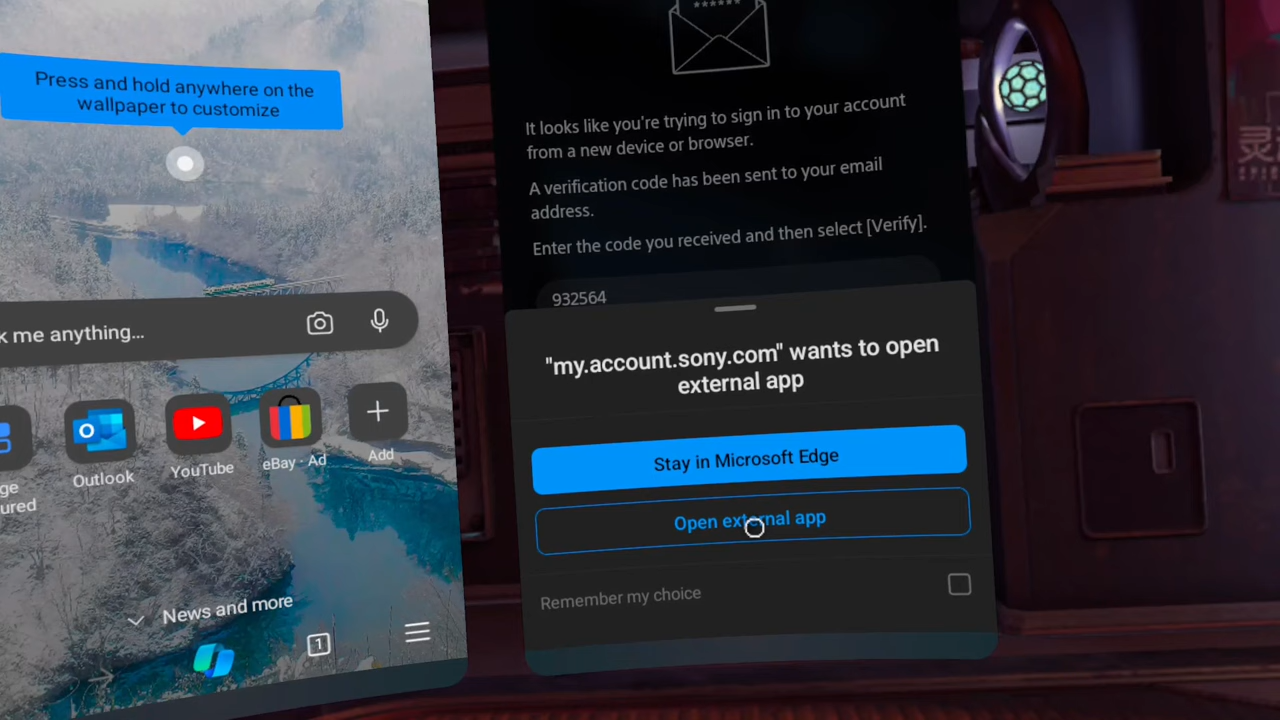 Press and hold anywhere on the
wallpaper to customize
k me anything...
ge
ured
Outlook
YouTube
eBay · Ad
Add
News and more
1
******
It looks like you're trying to sign in to your account
from a new device or browser.
A verification code has been sent to your email
address.
Enter the code you received and then select [Verify].
932564
"my.account.sony.com" wants to open
external app
Stay in Microsoft Edge
Open external app
Remember my choice
灵